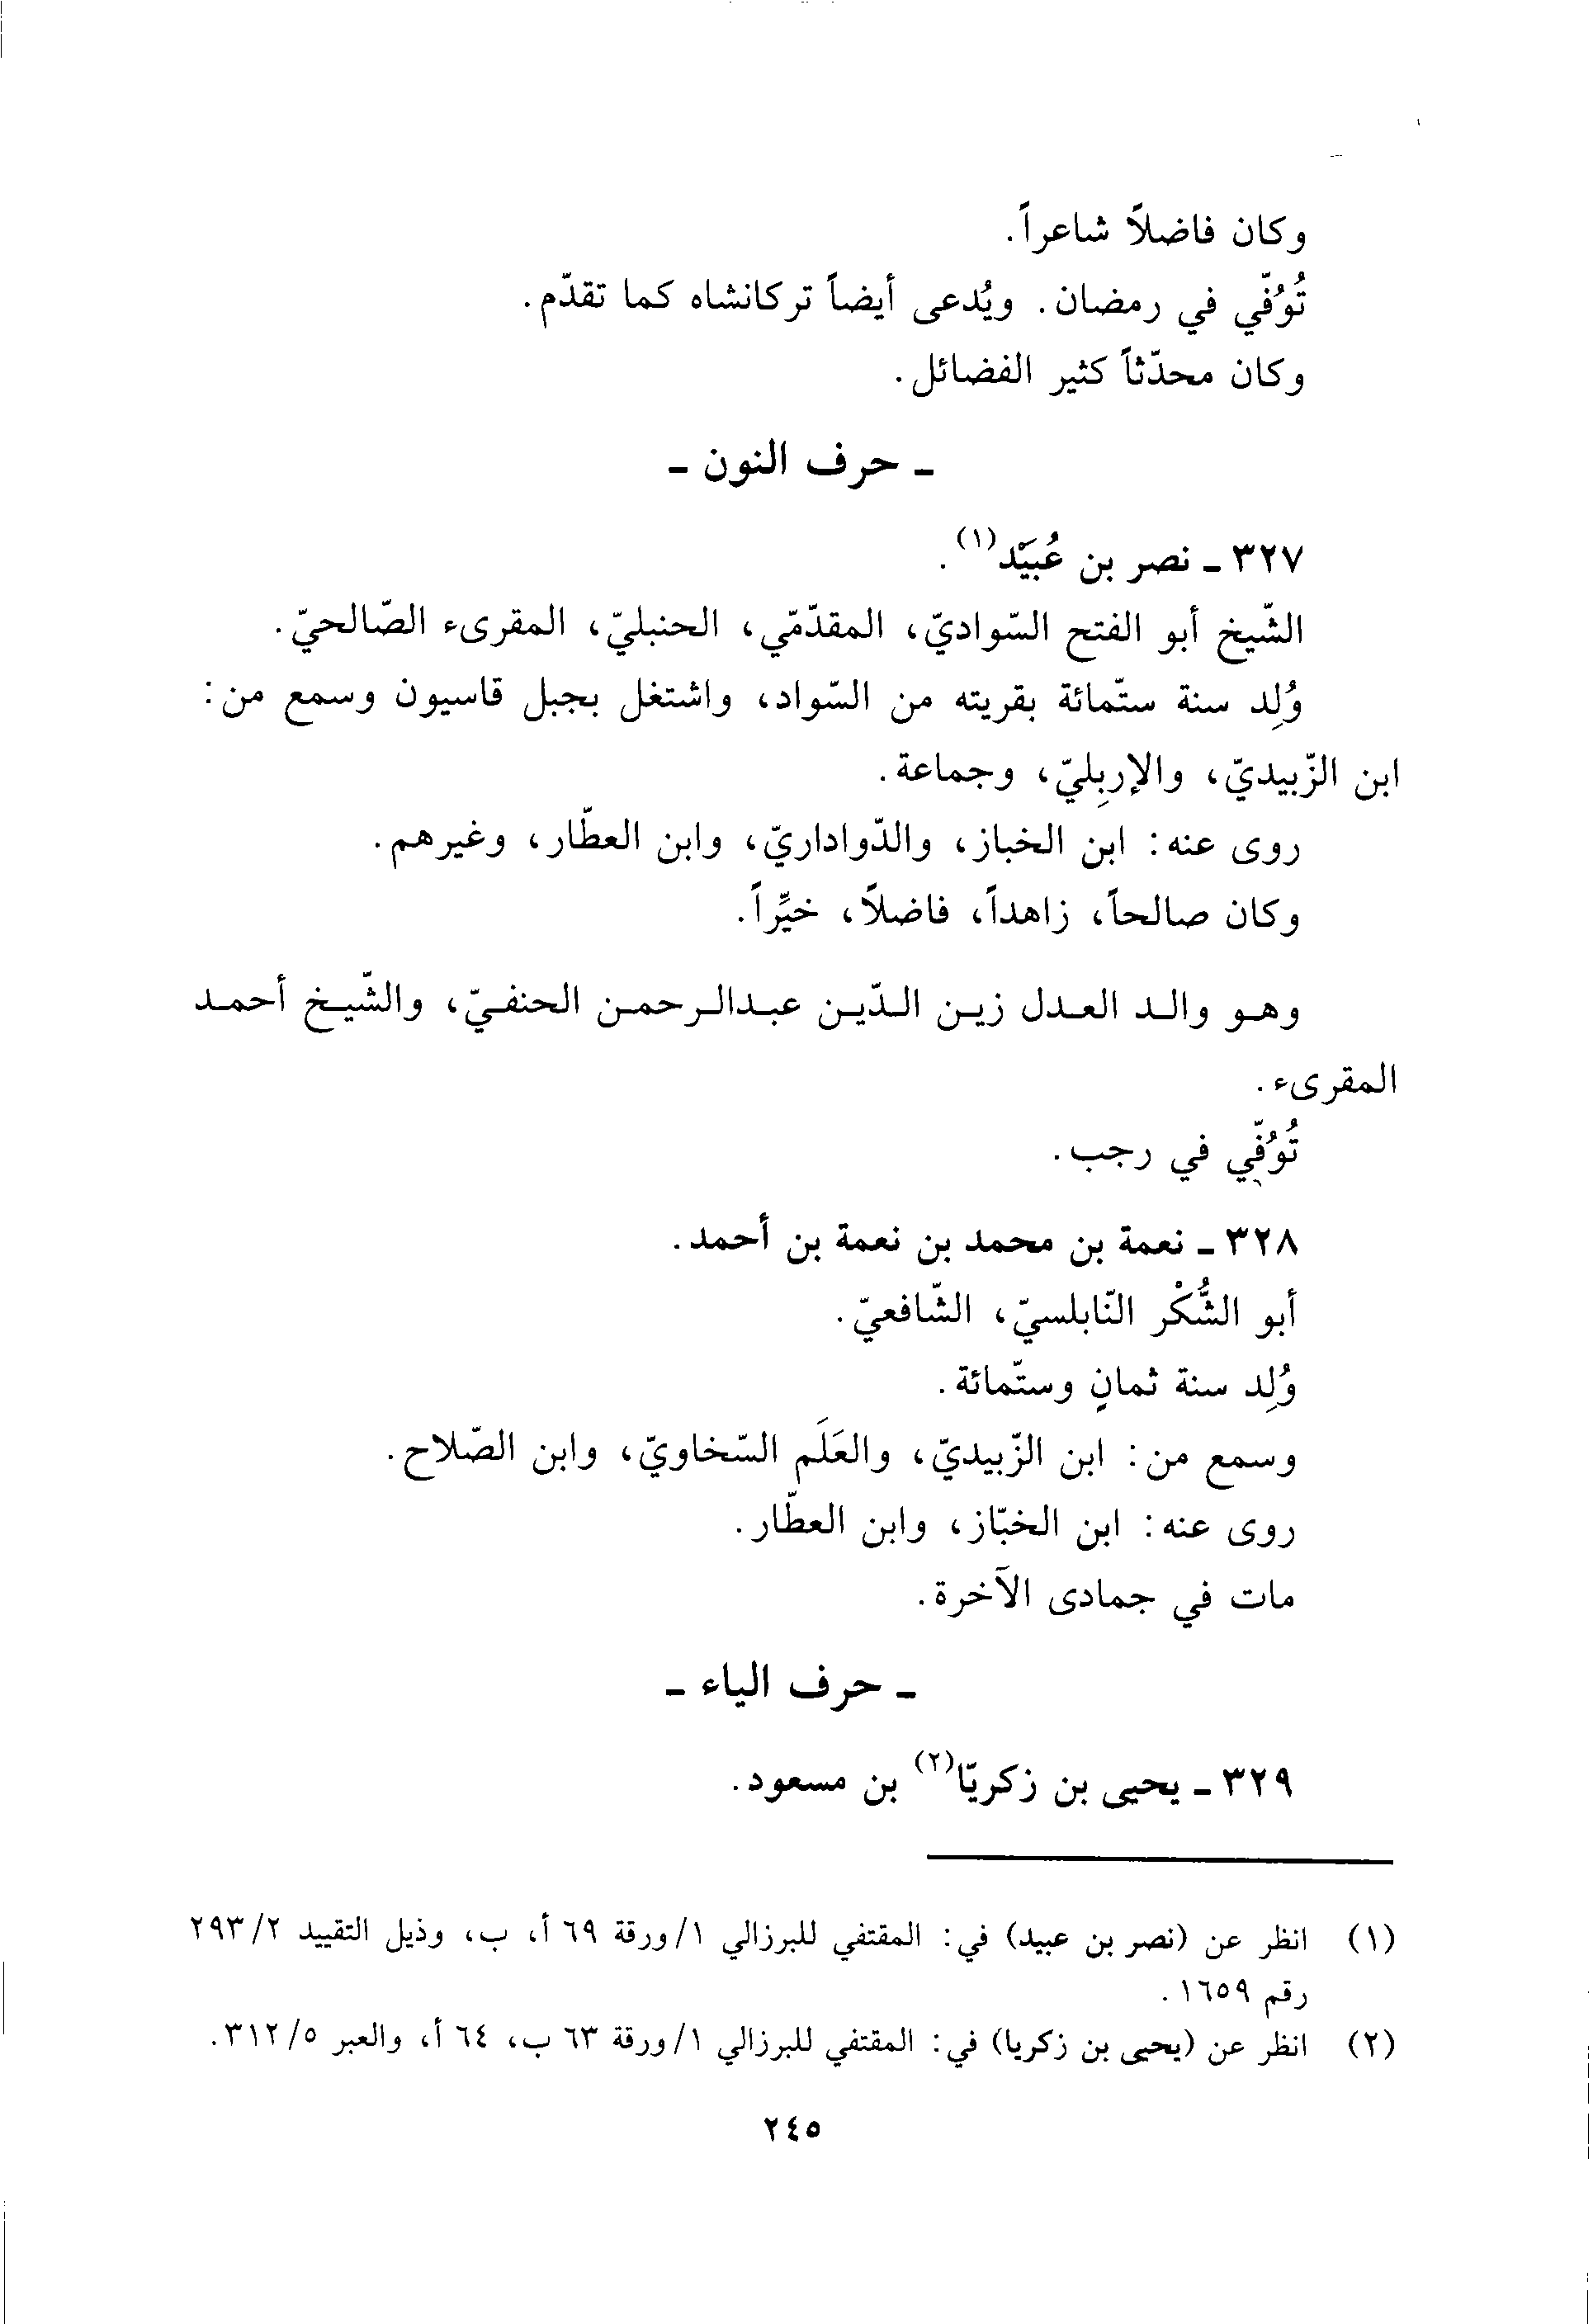 وكان فاضلاً شاعراً.
تُوُفّي في رمضان. ويُدعى أيضاً تركانشاه كما تقدّم.
وكان محدّثاً كثير الفضائل.
- حرف النون -
٣٢٧ - نصر بن عُبَيْد(١).
الشّيخ أبو الفتح السّواديّ، المقدّمّي، الحنبليّ، المقرىء الصّالحيّ.
وُلِد سنة ستّمائة بقريته من السّواد، واشتغل بجبل قاسيون وسمع من:
ابن الزّبيديّ، والإربِليّ، وجماعة.
روى عنه: ابن الخباز، والدّواداريّ، وابن العطّار، وغيرهم.
وكان صالحاً، زاهداً، فاضلاً، خيِّراً.
وهو والد العدل زين الدّين عبدالرحمن الحنفيّ، والشّيخ أحمد
المقرىء.
تُوُفّي في رجب.
٣٢٨ - نعمة بن محمد بن نعمة بن أحمد.
أبو الشُّكْر النّابلسيّ، الشّافعيّ.
وُلِد سنة ثمانٍ وستّمائة.
وسمع من: ابن الزّبيديّ، والعَلَم السّخاويّ، وابن الصّلاح.
روى عنه: ابن الخبّاز، وابن العطّار.
مات في جمادى الآخرة.
- حرف الياء -
٣٢٩ - يحيى بن زكريّا(٢) بن مسعود.
(١) انظر عن (نصر بن عبيد) في: المقتفي للبرزالي ١/ورقة ٦٩ أ، ب، وذيل التقييد ٢/ ٢٩٣
رقم ١٦٥٩.
(٢) انظر عن (يحيى بن زكريا) في: المقتفي للبرزالي ١/ورقة ٦٣ ب، ٦٤ أ، والعبر ٥/ ٣١٢.
٢٤٥